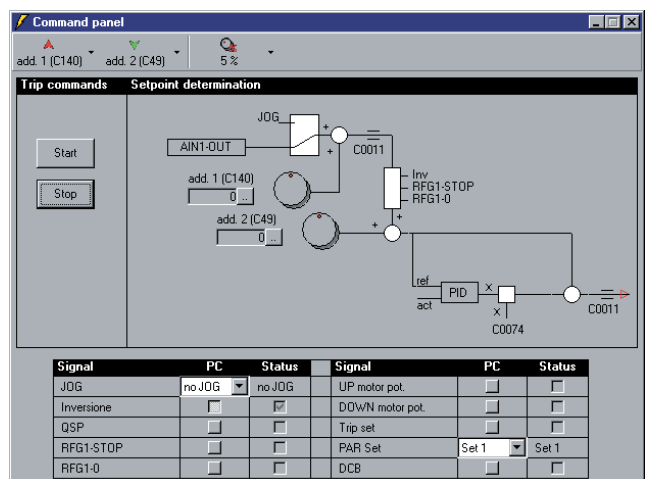 Command panel
add. 1 (C140) add. 2 (C49) 5 %
Trip commands Setpoint determination
Start
Stop
JOG
AIN1-OUT
+
+
C0011
add. 1 (C140)
0 ..
add. 2 (C49)
0 ..
Inv
RFG1-STOP
RFG1-0
+
+
ref
act
PID
x
x
C0074
C0011
Signal PC Status Signal PC Status
JOG no JOG no JOG UP motor pot.
Inversione DOWN motor pot.
QSP Trip set
RFG1-STOP PAR Set Set 1 Set 1
RFG1-0 DCB